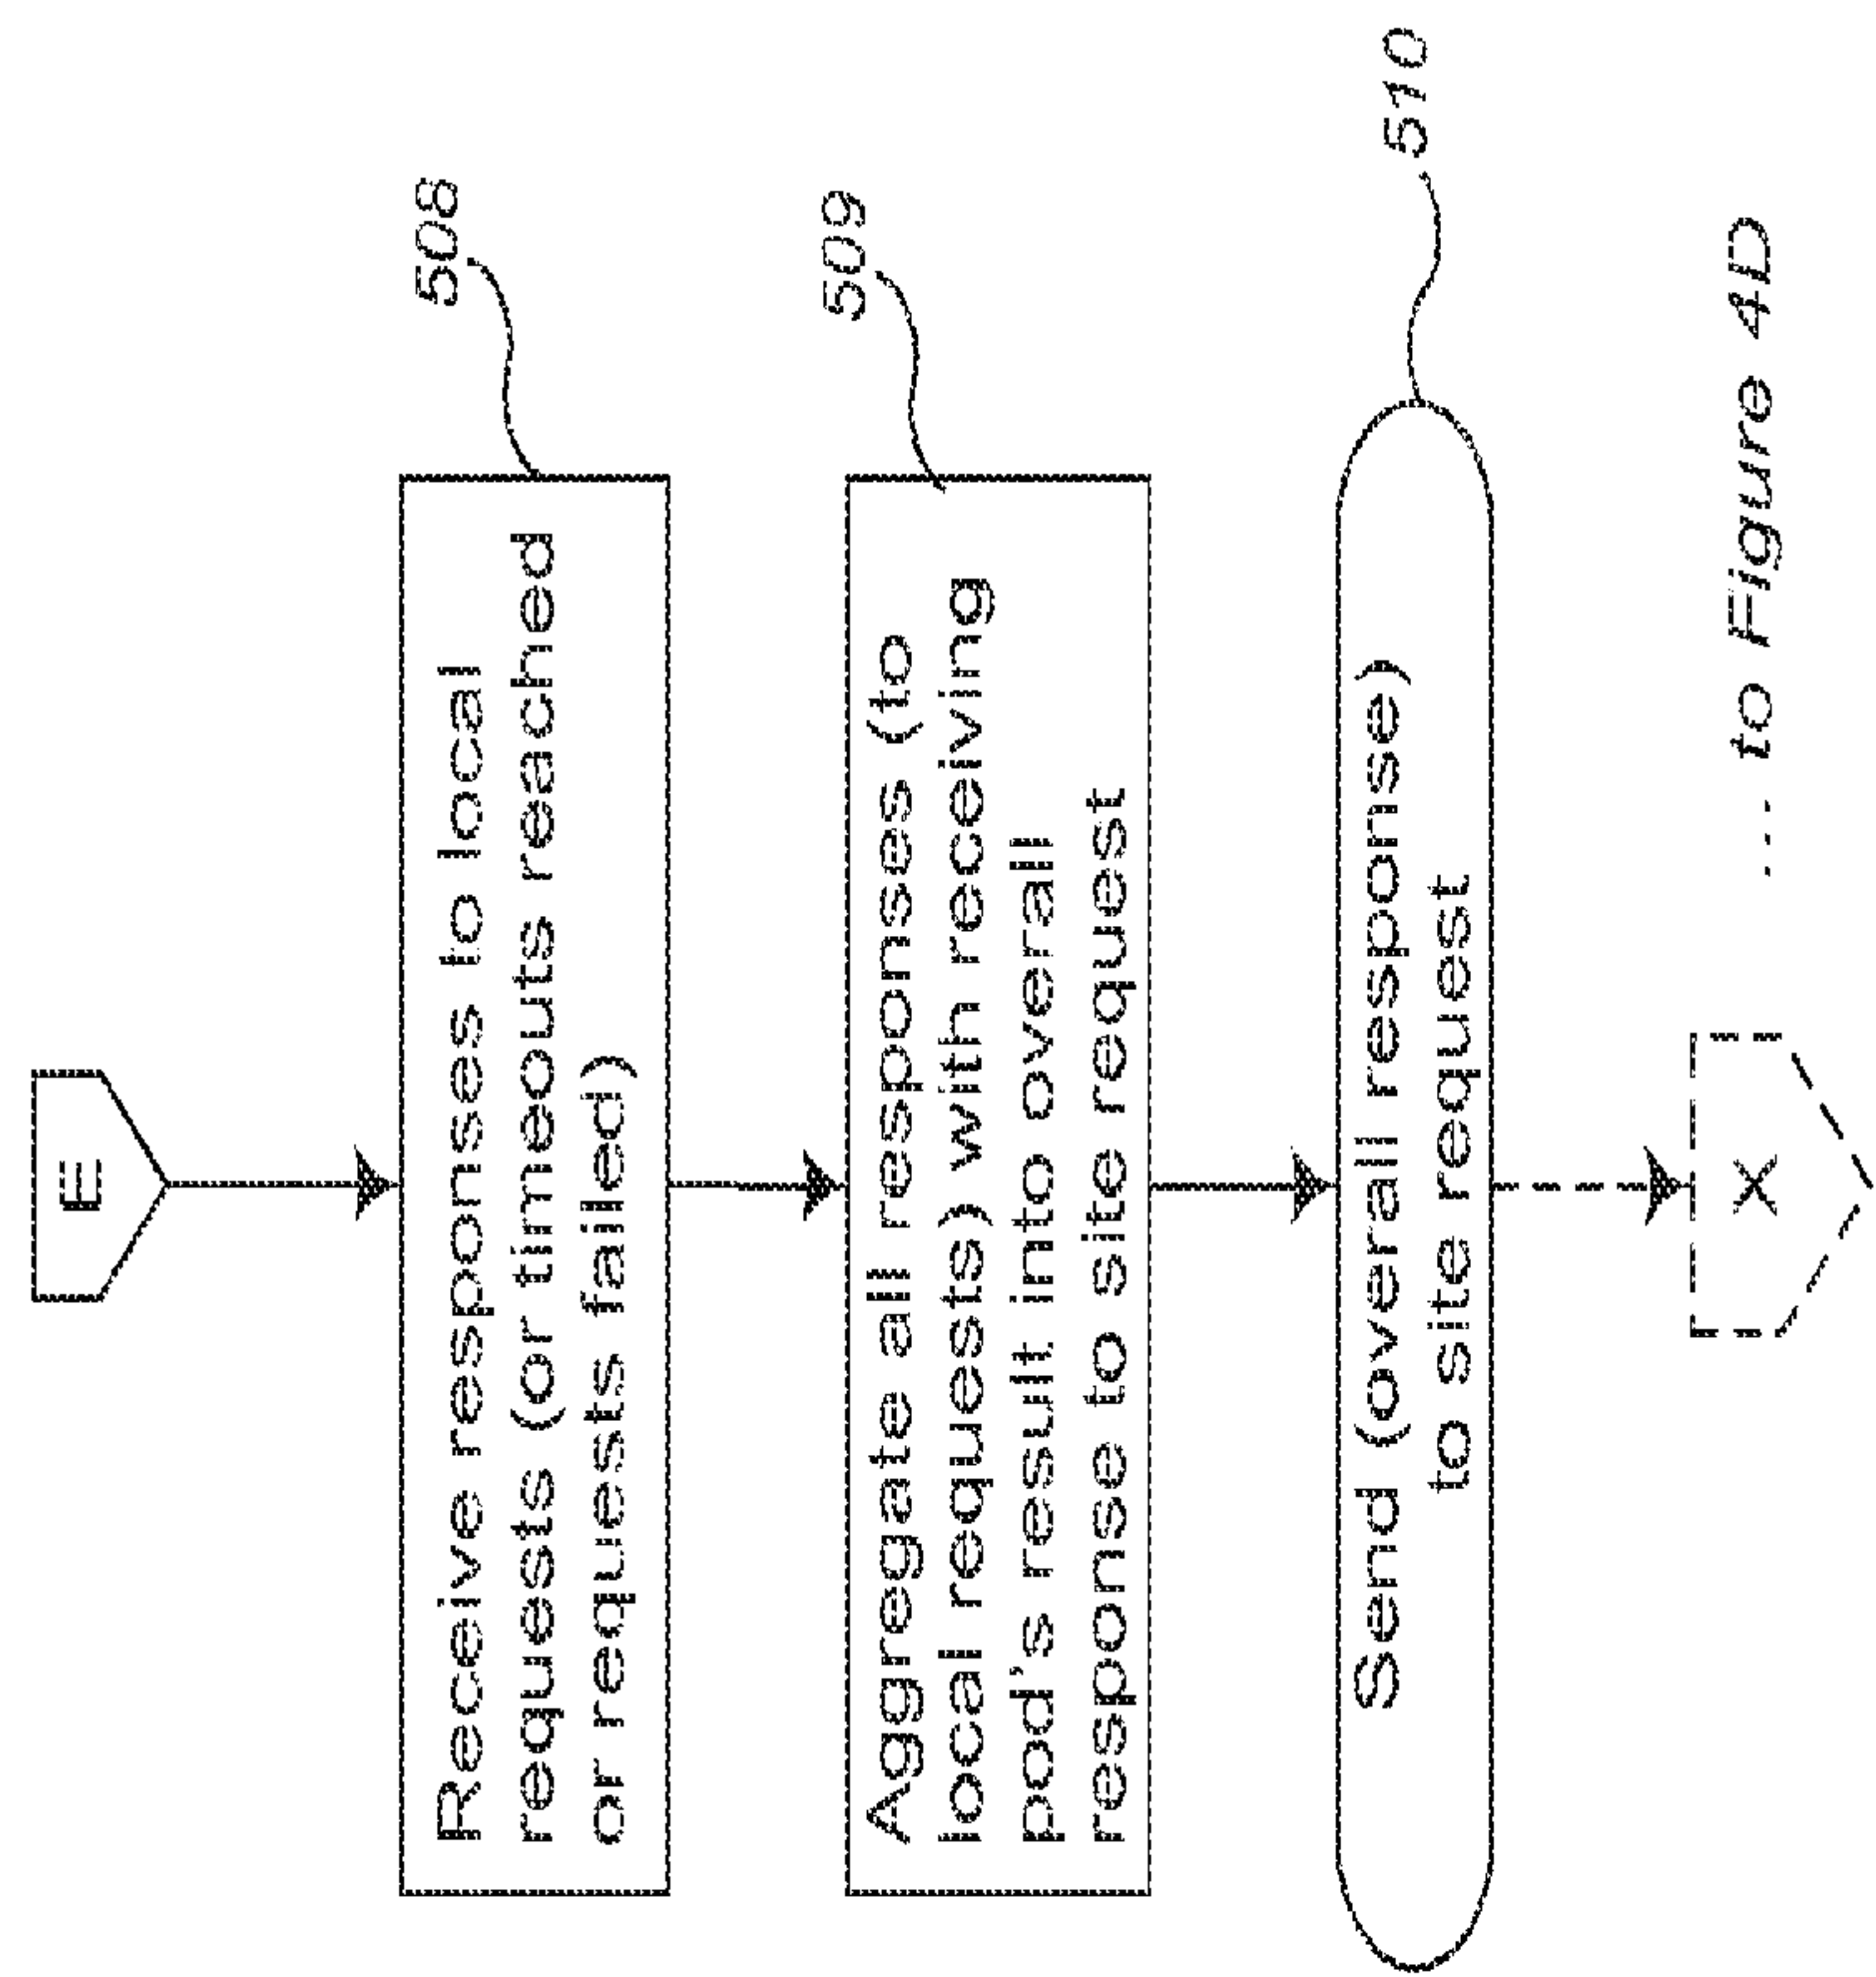 E
508
Receive responses to local
requests (or timeouts reached
or requests failed)
509
Aggregate all responses (to
local requests) with receiving
pod's result into overall
response to site request
510
Send (overall response)
to site request
X
... to Figure 4D